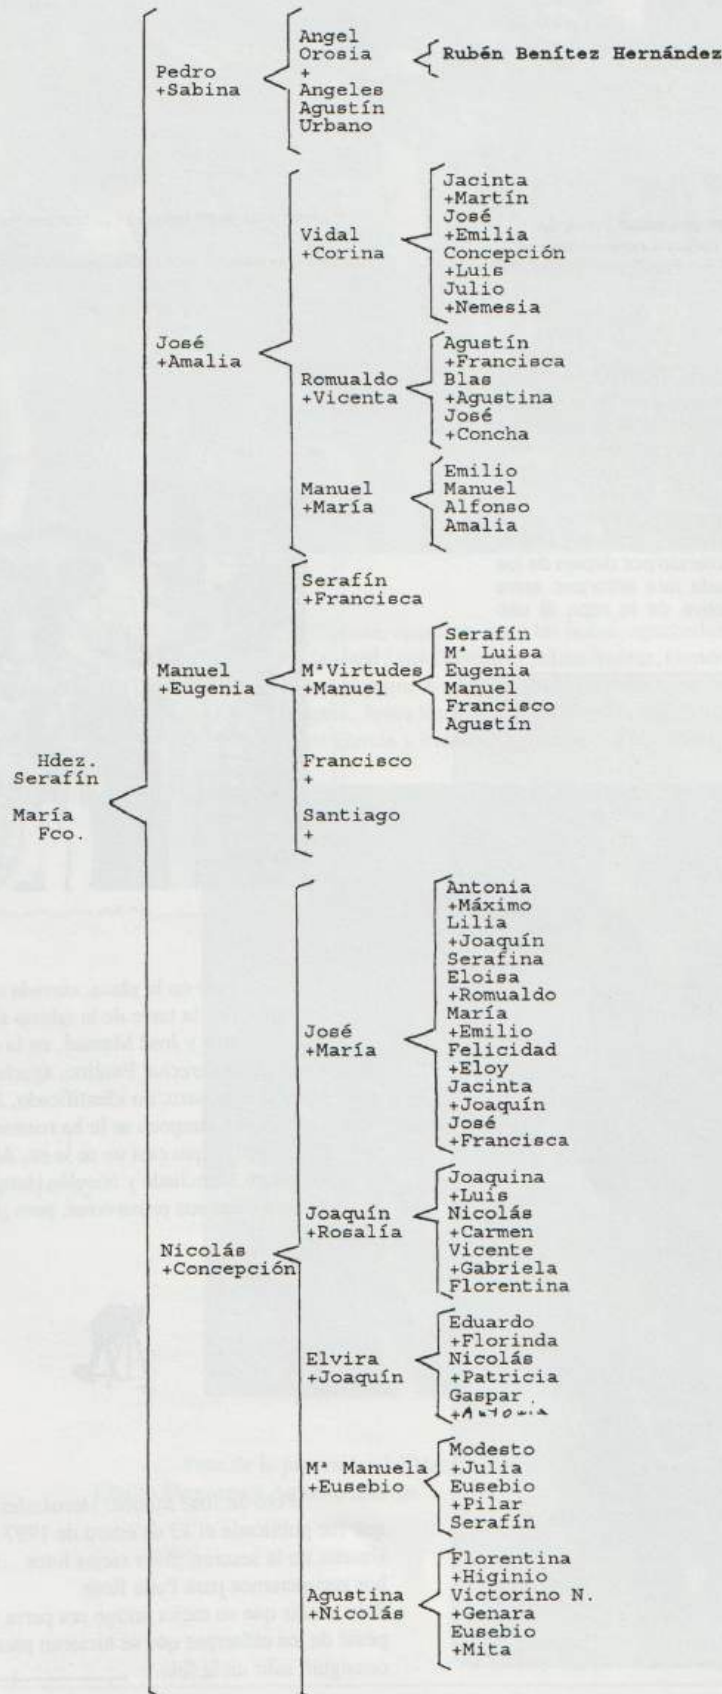 Hdez.
Serafín
María
Fco.
Pedro
+Sabina
Angel
Orosia
+
Angeles
Agustín
Urbano
Rubén Benítez Hernández
José
+Amalia
Vidal
+Corina
Jacinta
+Martín
José
+Emilia
Concepción
+Luis
Julio
+Nemesia
Romualdo
+Vicenta
Agustín
+Francisca
Blas
+Agustina
José
+Concha
Manuel
+María
Emilio
Manuel
Alfonso
Amalia
Manuel
+Eugenia
Serafín
+Francisca
MªVirtudes
+Manuel
Serafín
Mª Luisa
Eugenia
Manuel
Francisco
Agustín
Francisco
+
Santiago
+
Nicolás
+Concepción
José
+María
Antonia
+Máximo
Lilia
+Joaquín
Serafina
Eloisa
+Romualdo
María
+Emilio
Felicidad
+Eloy
Jacinta
+Joaquín
José
+Francisca
Joaquín
+Rosalía
Joaquina
+Luis
Nicolás
+Carmen
Vicente
+Gabriela
Florentina
Elvira
+Joaquín
Eduardo
+Florinda
Nicolás
+Patricia
Gaspar
+Antonia
Mª Manuela
+Eusebio
Modesto
+Julia
Eusebio
+Pilar
Serafín
Agustina
+Nicolás
Florentina
+Higinio
Victorino N.
+Genara
Eusebio
+Mita